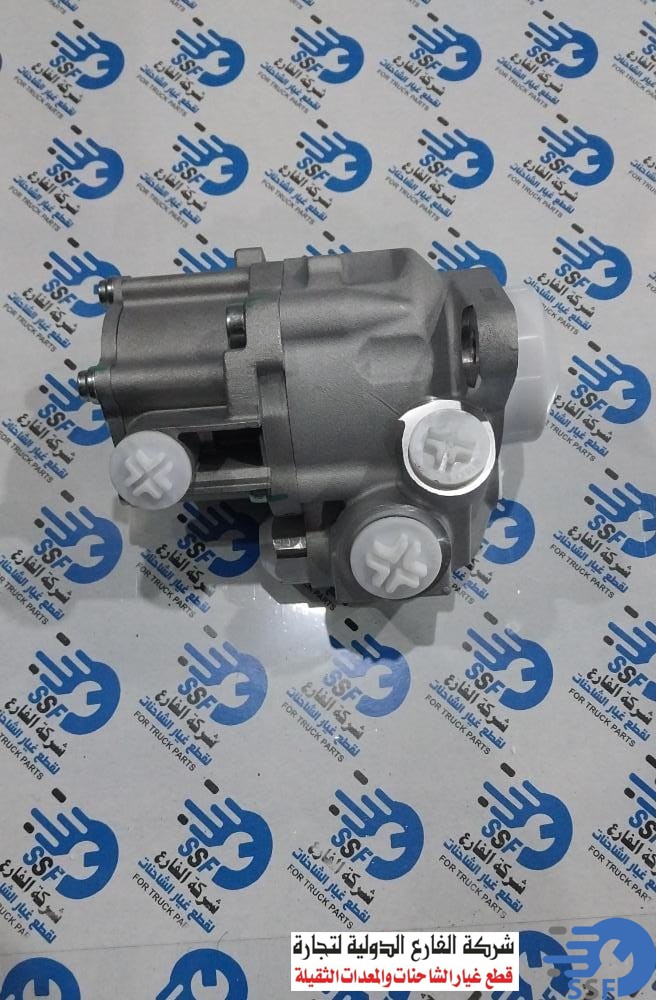 SSF
شركة الفارع
لقطع غيار الشاحنات
FOR TRUCK PARTS
شركة الفارع الدولية لتجارة
قطع غيار الشاحنات والمعدات الثقيلة
SSF